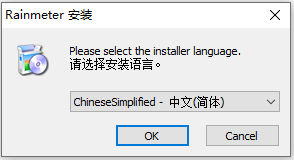 Rainmeter 安装
Please select the installer language.
请选择安装语言。
ChineseSimplified - 中文(简体)
OK
Cancel